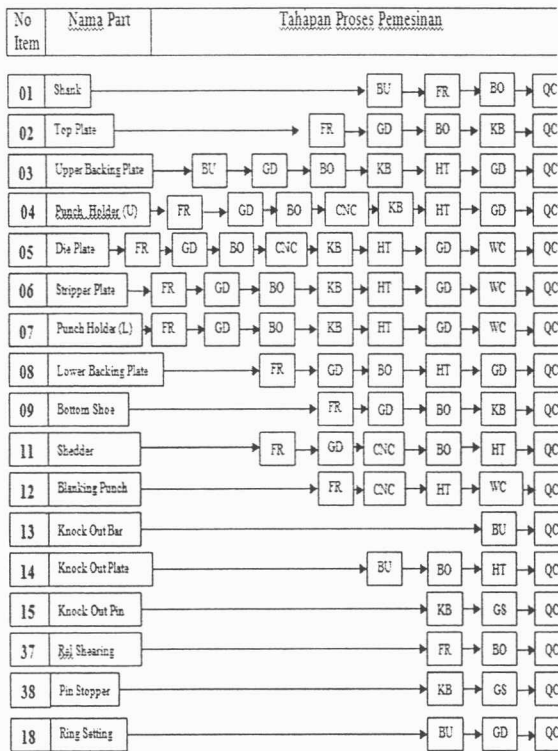 No Item Nama Part Tahapan Proses Pemesinan
01 Shank BU FR BO QC
02 Top Plate FR GD BO KB QC
03 Upper Backing Plate BU GD BO KB HT GD QC
04 Punch Holder (U) FR GD BO CNC KB HT GD QC
05 Die Plate FR GD BO CNC KB HT GD WC QC
06 Stripper Plate FR GD BO KB HT GD WC QC
07 Punch Holder (L) FR GD BO KB HT GD WC QC
08 Lower Backing Plate FR GD BO HT GD QC
09 Bottom Shoe FR GD BO KB QC
11 Shedder FR GD CNC BO HT QC
12 Blanking Punch FR CNC HT WC QC
13 Knock Out Bar BU QC
14 Knock Out Plate BU BO HT QC
15 Knock Out Pin KB GS QC
37 Rel Shearing FR BO QC
38 Pin Stopper KB GS QC
18 Ring Setting BU GD QC